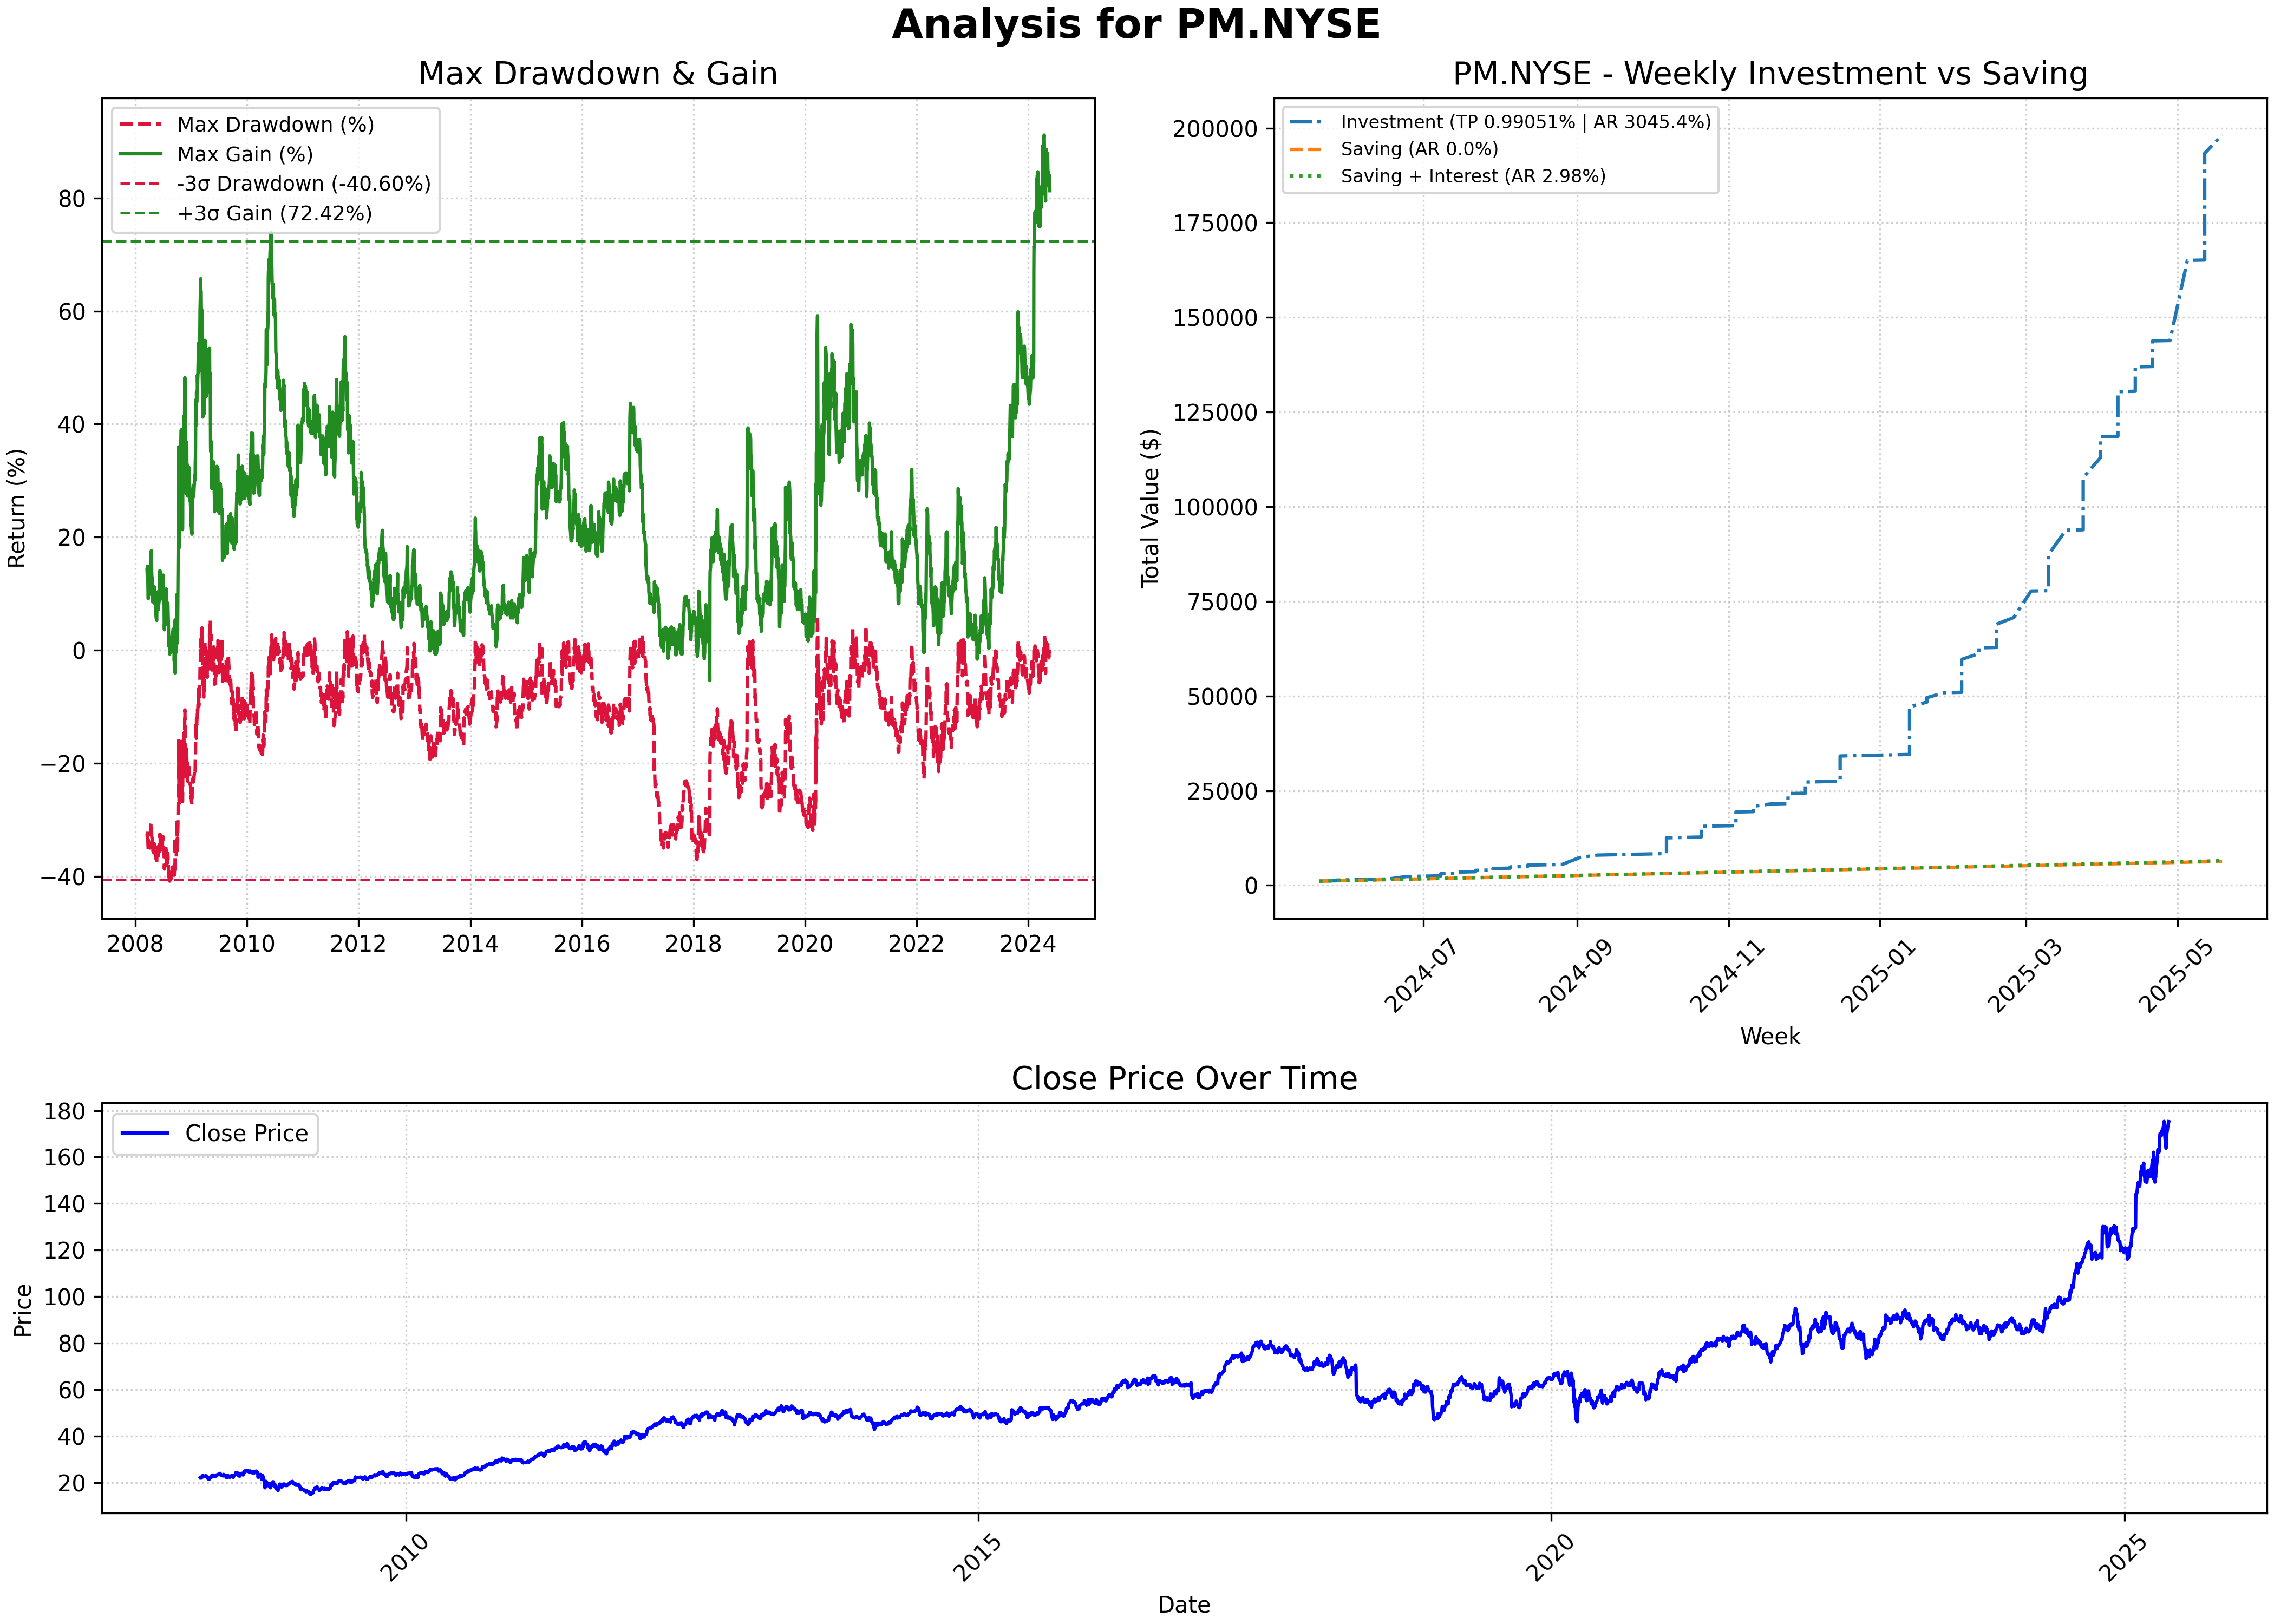 Analysis for PM.NYSE
Max Drawdown & Gain
Max Drawdown (%)
Max Gain (%)
-3σ Drawdown (-40.60%)
+3σ Gain (72.42%)
Return (%)
80
60
40
20
0
−20
−40
2008 2010 2012 2014 2016 2018 2020 2022 2024
PM.NYSE - Weekly Investment vs Saving
Investment (TP 0.99051% | AR 3045.4%)
Saving (AR 0.0%)
Saving + Interest (AR 2.98%)
Total Value ($)
200000
175000
150000
125000
100000
75000
50000
25000
0
2024-07 2024-09 2024-11 2025-01 2025-03 2025-05
Week
Close Price Over Time
Close Price
Price
180
160
140
120
100
80
60
40
20
2010 2015 2020 2025
Date